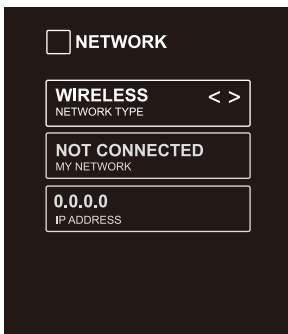 NETWORK
WIRELESS < >
NETWORK TYPE
NOT CONNECTED
MY NETWORK
0.0.0.0
IP ADDRESS